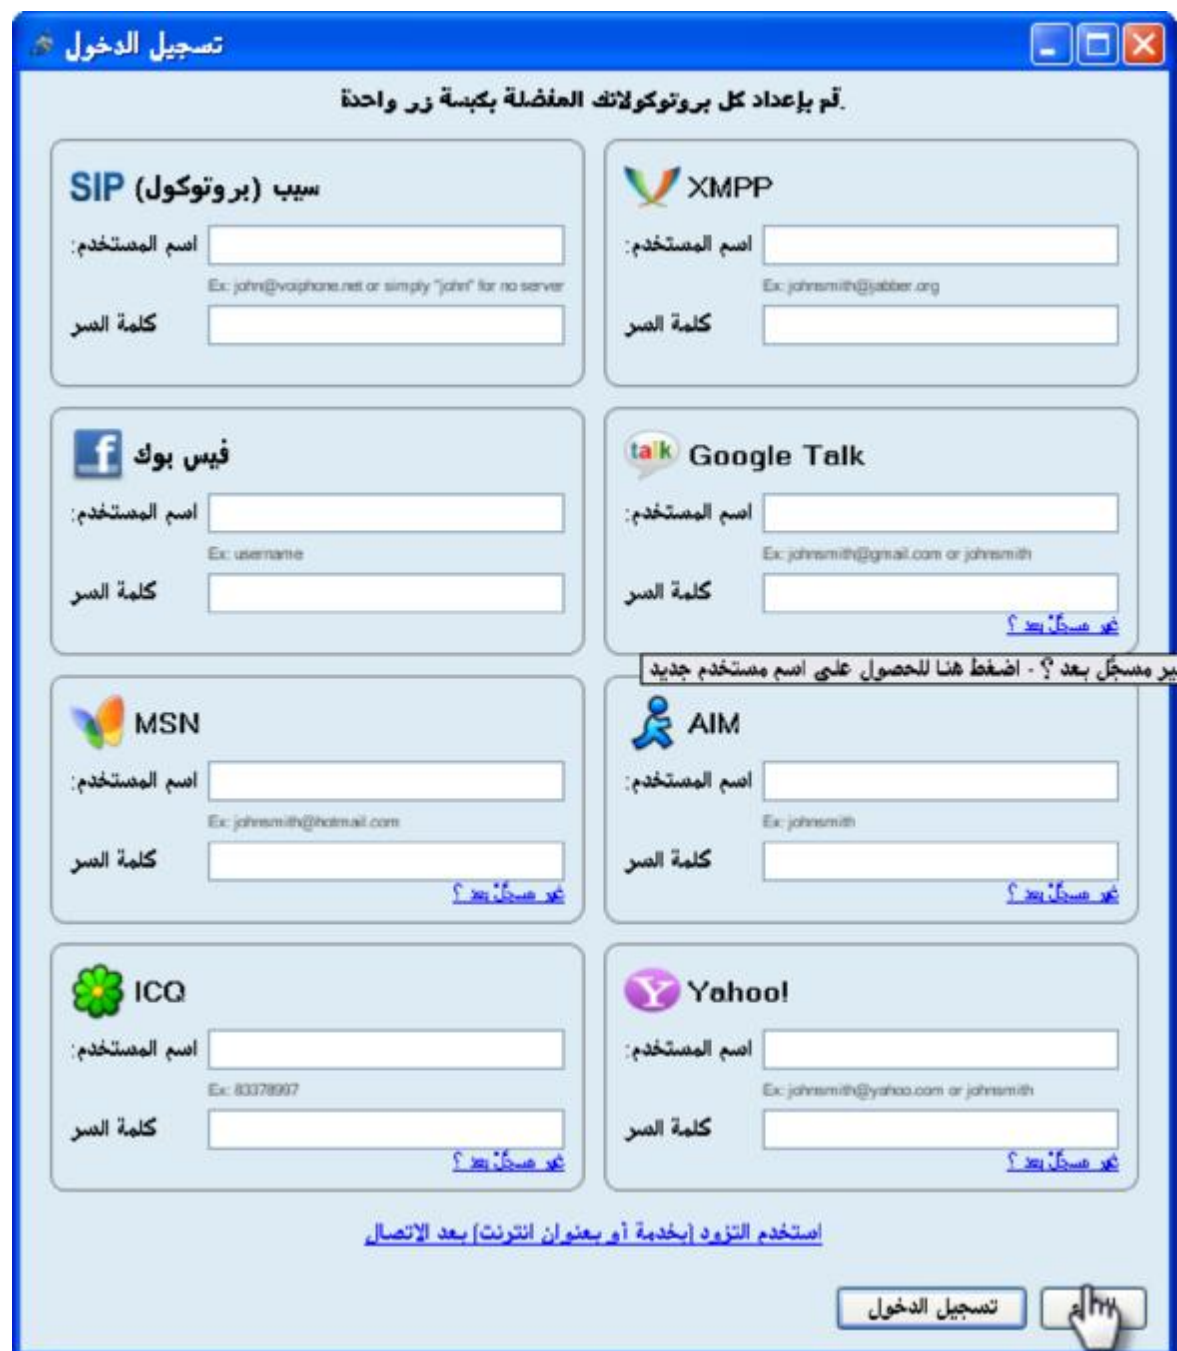 تسجيل الدخول
قم بإعداد كل بروتوكولاتك المفضلة بكبسة زر واحدة.
SIP سيب (بروتوكول)
اسم المستخدم:
Ex: john@voiphone.net or simply "john" for no server
كلمة السر
XMPP
اسم المستخدم:
Ex: johnsmith@jabber.org
كلمة السر
فيس بوك
اسم المستخدم:
Ex: username
كلمة السر
talk Google Talk
اسم المستخدم:
Ex: johnsmith@gmail.com or johnsmith
كلمة السر
غير مسجّل بعد ؟
ير مسجّل بعد ؟ - اضغط هنا للحصول على اسم مستخدم جديد
MSN
اسم المستخدم:
Ex: johnsmith@hotmail.com
كلمة السر
غير مسجّل بعد ؟
AIM
اسم المستخدم:
Ex: johnsmith
كلمة السر
غير مسجّل بعد ؟
ICQ
اسم المستخدم:
Ex: 83378997
كلمة السر
غير مسجّل بعد ؟
Yahoo!
اسم المستخدم:
Ex: johnsmith@yahoo.com or johnsmith
كلمة السر
غير مسجّل بعد ؟
استخدم التزود (بخدمة أو بعنوان انترنت) بعد الاتصال
تسجيل الدخول